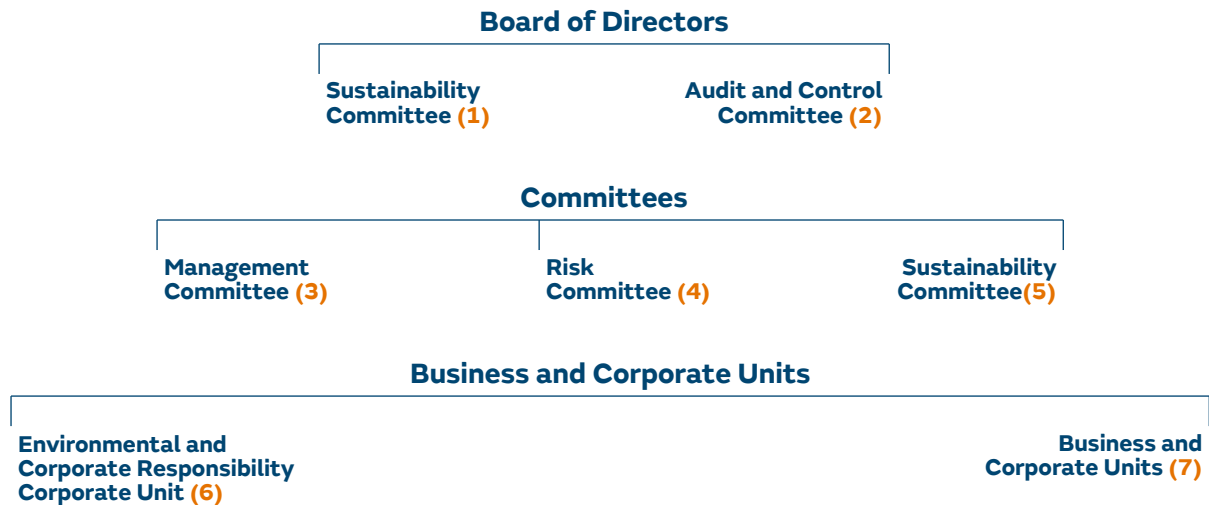 Board of Directors
Sustainability
Committee (1)
Audit and Control
Committee (2)
Committees
Management
Committee (3)
Risk
Committee (4)
Sustainability
Committee(5)
Business and Corporate Units
Environmental and
Corporate Responsibility
Corporate Unit (6)
Business and
Corporate Units (7)